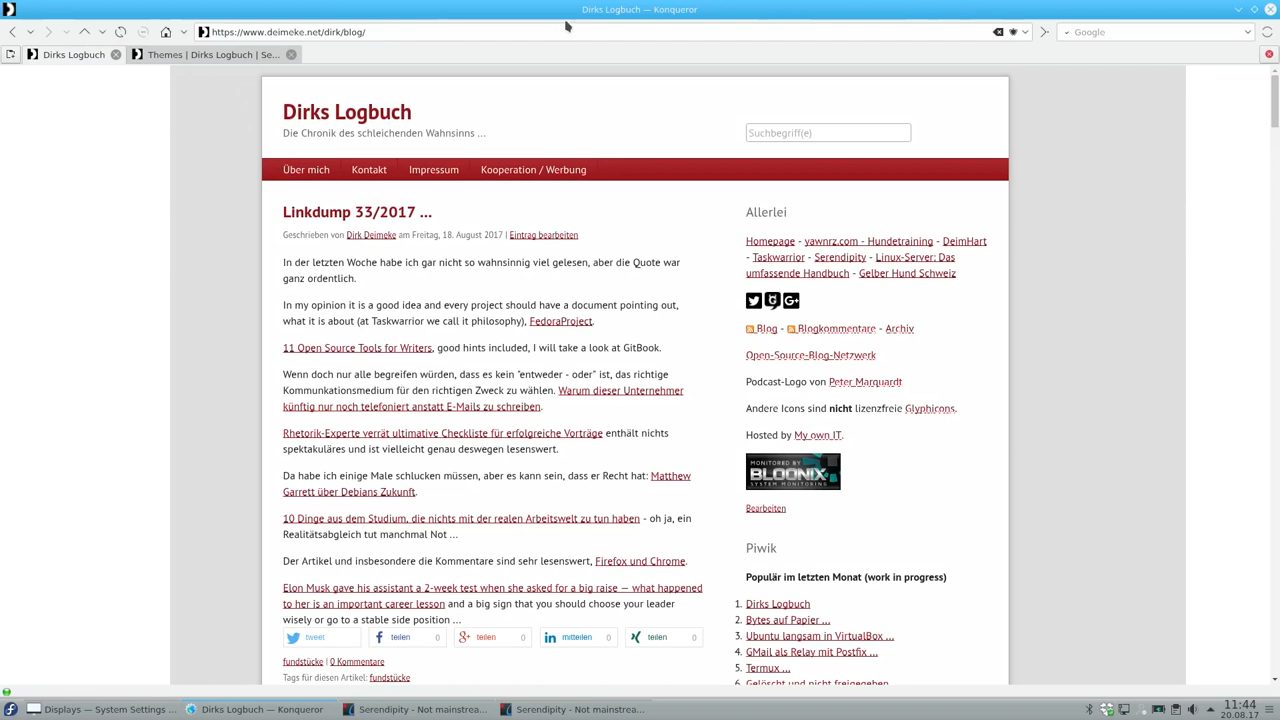 Dirks Logbuch — Konqueror
https://www.deimeke.net/dirk/blog/
Google
Dirks Logbuch
Themes | Dirks Logbuch | Se...
Dirks Logbuch
Die Chronik des schleichenden Wahnsinns ...
Suchbegriff(e)
Über mich Kontakt Impressum Kooperation / Werbung
Linkdump 33/2017 ...
Geschrieben von Dirk Deimeke am Freitag, 18. August 2017 | Eintrag bearbeiten
In der letzten Woche habe ich gar nicht so wahnsinnig viel gelesen, aber die Quote war
ganz ordentlich.
In my opinion it is a good idea and every project should have a document pointing out,
what it is about (at Taskwarrior we call it philosophy), FedoraProject.
11 Open Source Tools for Writers, good hints included, I will take a look at GitBook.
Wenn doch nur alle begreifen würden, dass es kein "entweder - oder" ist, das richtige
Kommunkationsmedium für den richtigen Zweck zu wählen. Warum dieser Unternehmer
künftig nur noch telefoniert anstatt E-Mails zu schreiben.
Rhetorik-Experte verrät ultimative Checkliste für erfolgreiche Vorträge enthält nichts
spektakuläres und ist vielleicht genau deswegen lesenswert.
Da habe ich einige Male schlucken müssen, aber es kann sein, dass er Recht hat: Matthew
Garrett über Debians Zukunft.
10 Dinge aus dem Studium, die nichts mit der realen Arbeitswelt zu tun haben - oh ja, ein
Realitätsabgleich tut manchmal Not ...
Der Artikel und insbesondere die Kommentare sind sehr lesenswert, Firefox und Chrome.
Elon Musk gave his assistant a 2-week test when she asked for a big raise — what happened
to her is an important career lesson and a big sign that you should choose your leader
wisely or go to a stable side position ...
tweet teilen 0 teilen 0 mitteilen 0 teilen 0
fundstücke | 0 Kommentare
Tags für diesen Artikel: fundstücke
Allerlei
Homepage - yawnrz.com - Hundetraining - DeimHart
- Taskwarrior - Serendipity - Linux-Server: Das
umfassende Handbuch - Gelber Hund Schweiz
Blog - Blogkommentare - Archiv
Open-Source-Blog-Netzwerk
Podcast-Logo von Peter Marquardt
Andere Icons sind nicht lizenzfreie Glyphicons.
Hosted by My own IT.
MONITORED BY
BLOONIX
SYSTEM MONITORING
Bearbeiten
Piwik
Populär im letzten Monat (work in progress)
1. Dirks Logbuch
2. Bytes auf Papier ...
3. Ubuntu langsam in VirtualBox ...
4. GMail als Relay mit Postfix ...
5. Termux ...
6. Gelöscht und nicht freigegeben
Displays — System Settings ...
Dirks Logbuch — Konqueror
Serendipity - Not mainstrea...
Serendipity - Not mainstrea...
11:44
20.08.17